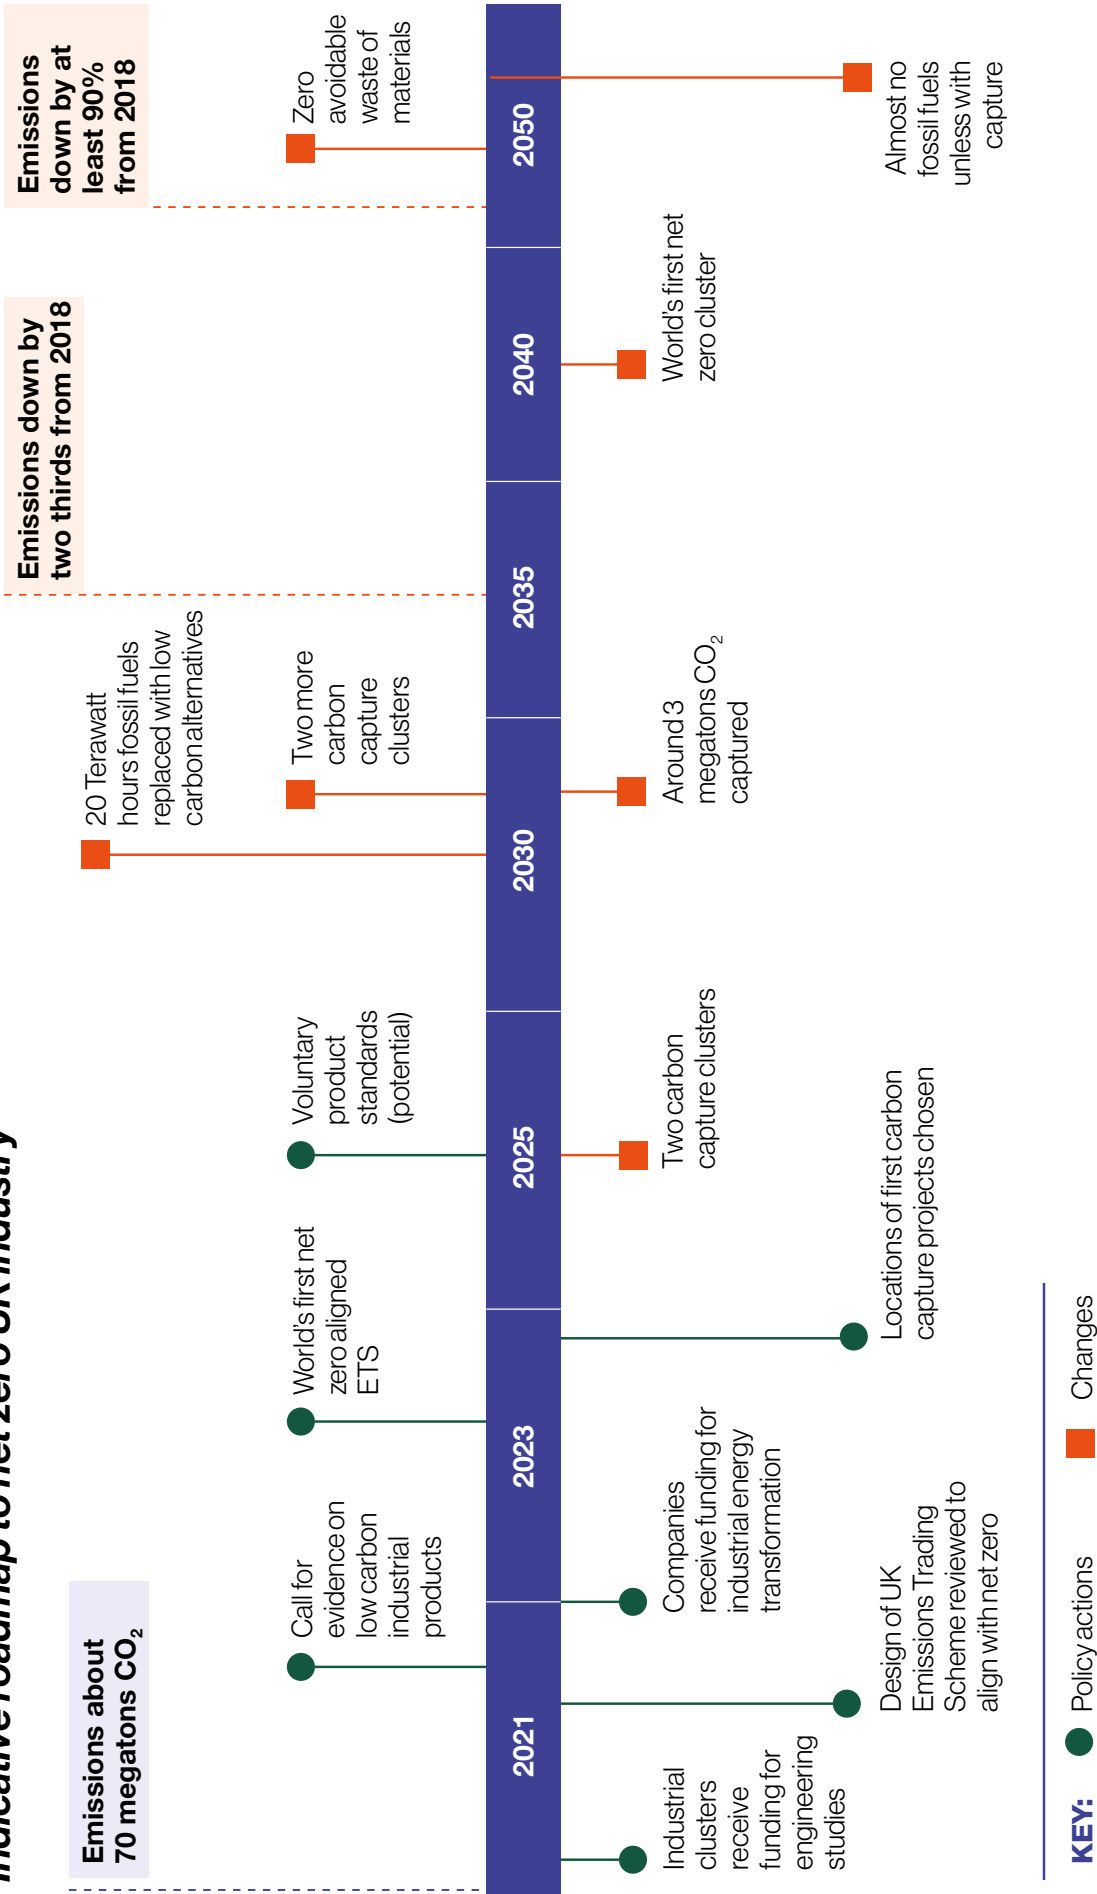 Indicative roadmap to net zero UK industry
Emissions about
70 megatons CO₂
Emissions down by
two thirds from 2018
Emissions
down by at
least 90%
from 2018
20 Terawatt
hours fossil fuels
replaced with low
carbon alternatives
Call for
evidence on
low carbon
industrial
products
World's first net
zero aligned
ETS
Voluntary
product
standards
(potential)
Two more
carbon
capture
clusters
Zero
avoidable
waste of
materials
2021
2023
2025
2030
2035
2040
2050
Industrial
clusters
receive
funding for
engineering
studies
Companies
receive funding for
industrial energy
transformation
Two carbon
capture clusters
Around 3
megatons CO₂
captured
World's first net
zero cluster
Design of UK
Emissions Trading
Scheme reviewed to
align with net zero
Locations of first carbon
capture projects chosen
Almost no
fossil fuels
unless with
capture
KEY:
Policy actions
Changes